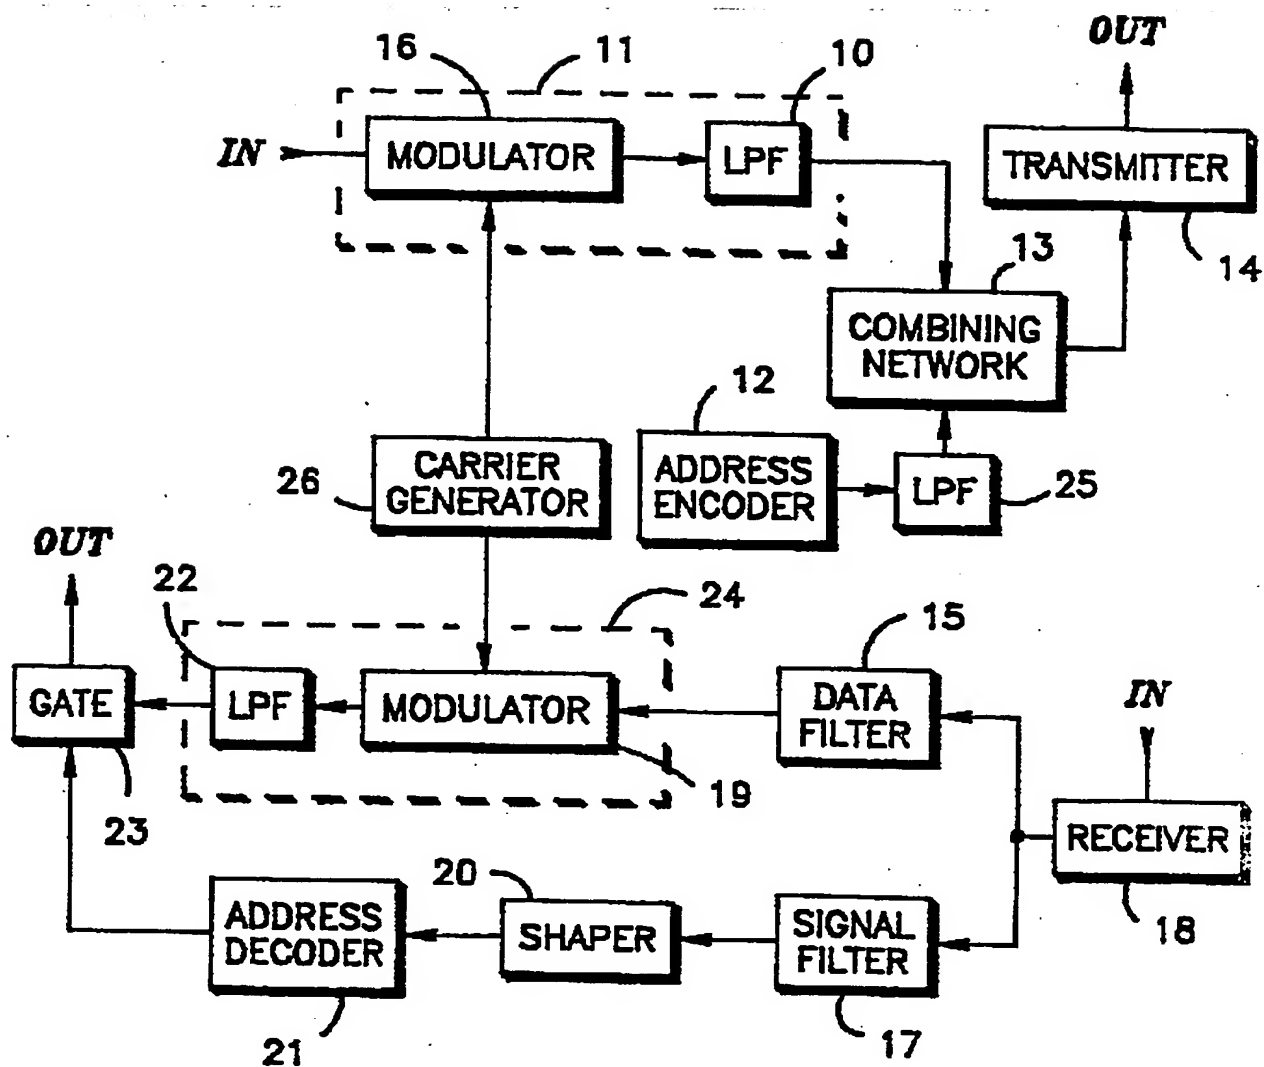 OUT
16
11
10
IN
MODULATOR
LPF
TRANSMITTER
14
13
COMBINING
NETWORK
12
ADDRESS
ENCODER
LPF
25
26
CARRIER
GENERATOR
OUT
22
24
15
GATE
LPF
MODULATOR
DATA
FILTER
IN
23
19
RECEIVER
18
20
ADDRESS
DECODER
SHAPER
SIGNAL
FILTER
21
17